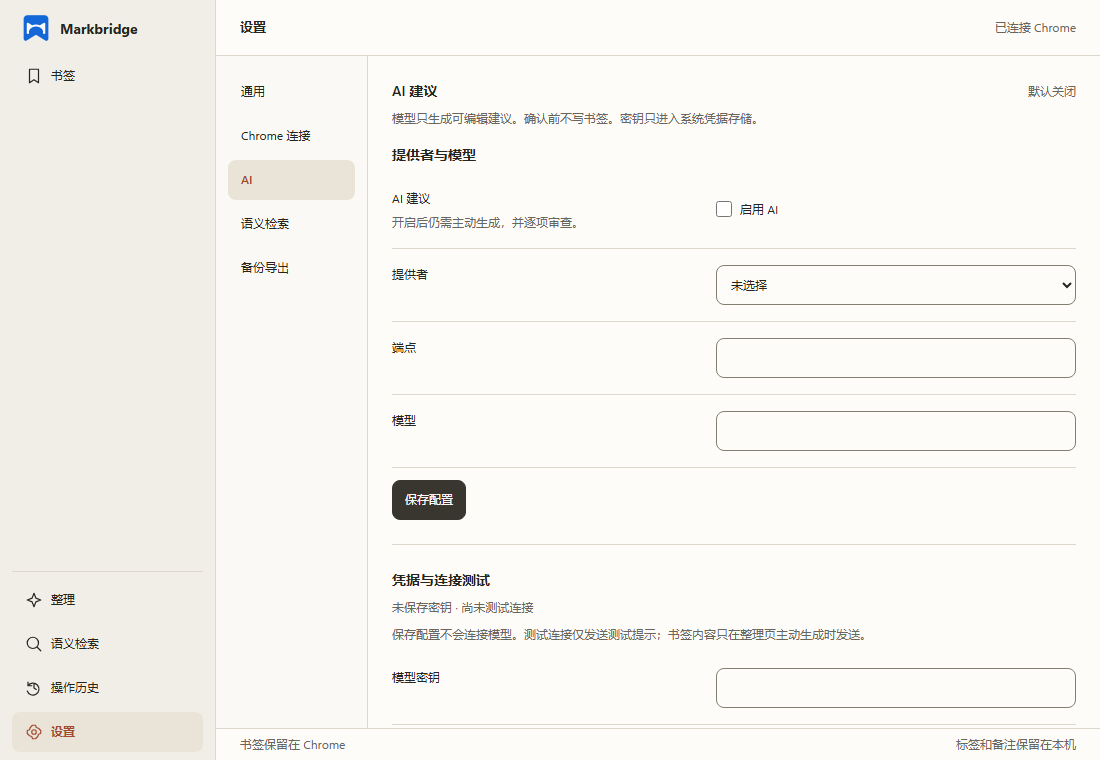 Markbridge
书签
整理
语义检索
操作历史
设置
设置
已连接 Chrome
通用
Chrome 连接
AI
语义检索
备份导出
AI 建议
默认关闭
模型只生成可编辑建议。确认前不写书签。密钥只进入系统凭据存储。
提供者与模型
AI 建议
开启后仍需主动生成，并逐项审查。
启用 AI
提供者
未选择
端点
模型
保存配置
凭据与连接测试
未保存密钥 · 尚未测试连接
保存配置不会连接模型。测试连接仅发送测试提示；书签内容只在整理页主动生成时发送。
模型密钥
书签保留在 Chrome
标签和备注保留在本机